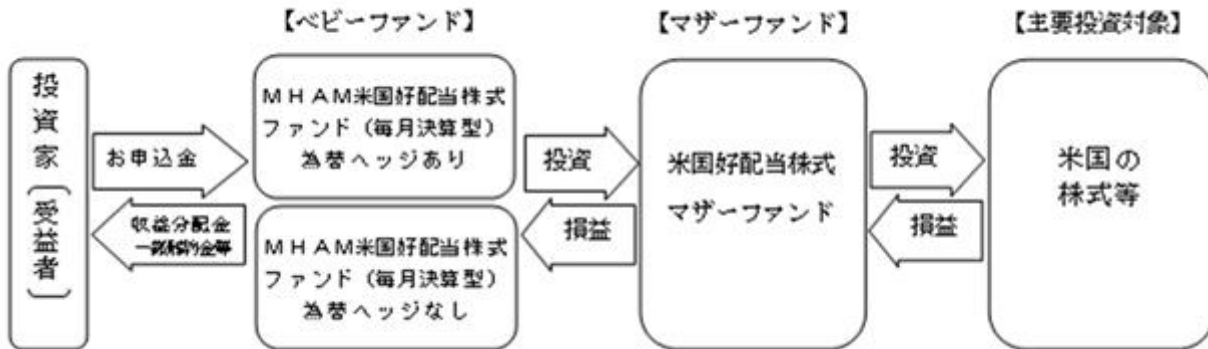 【ベビーファンド】
【マザーファンド】
【主要投資対象】
投資家（受益者）
お申込金
収益分配金
一部解約金等
ＭＨＡＭ米国好配当株式
ファンド（毎月決算型）
為替ヘッジあり
ＭＨＡＭ米国好配当株式
ファンド（毎月決算型）
為替ヘッジなし
投資
損益
米国好配当株式
マザーファンド
投資
損益
米国の
株式等